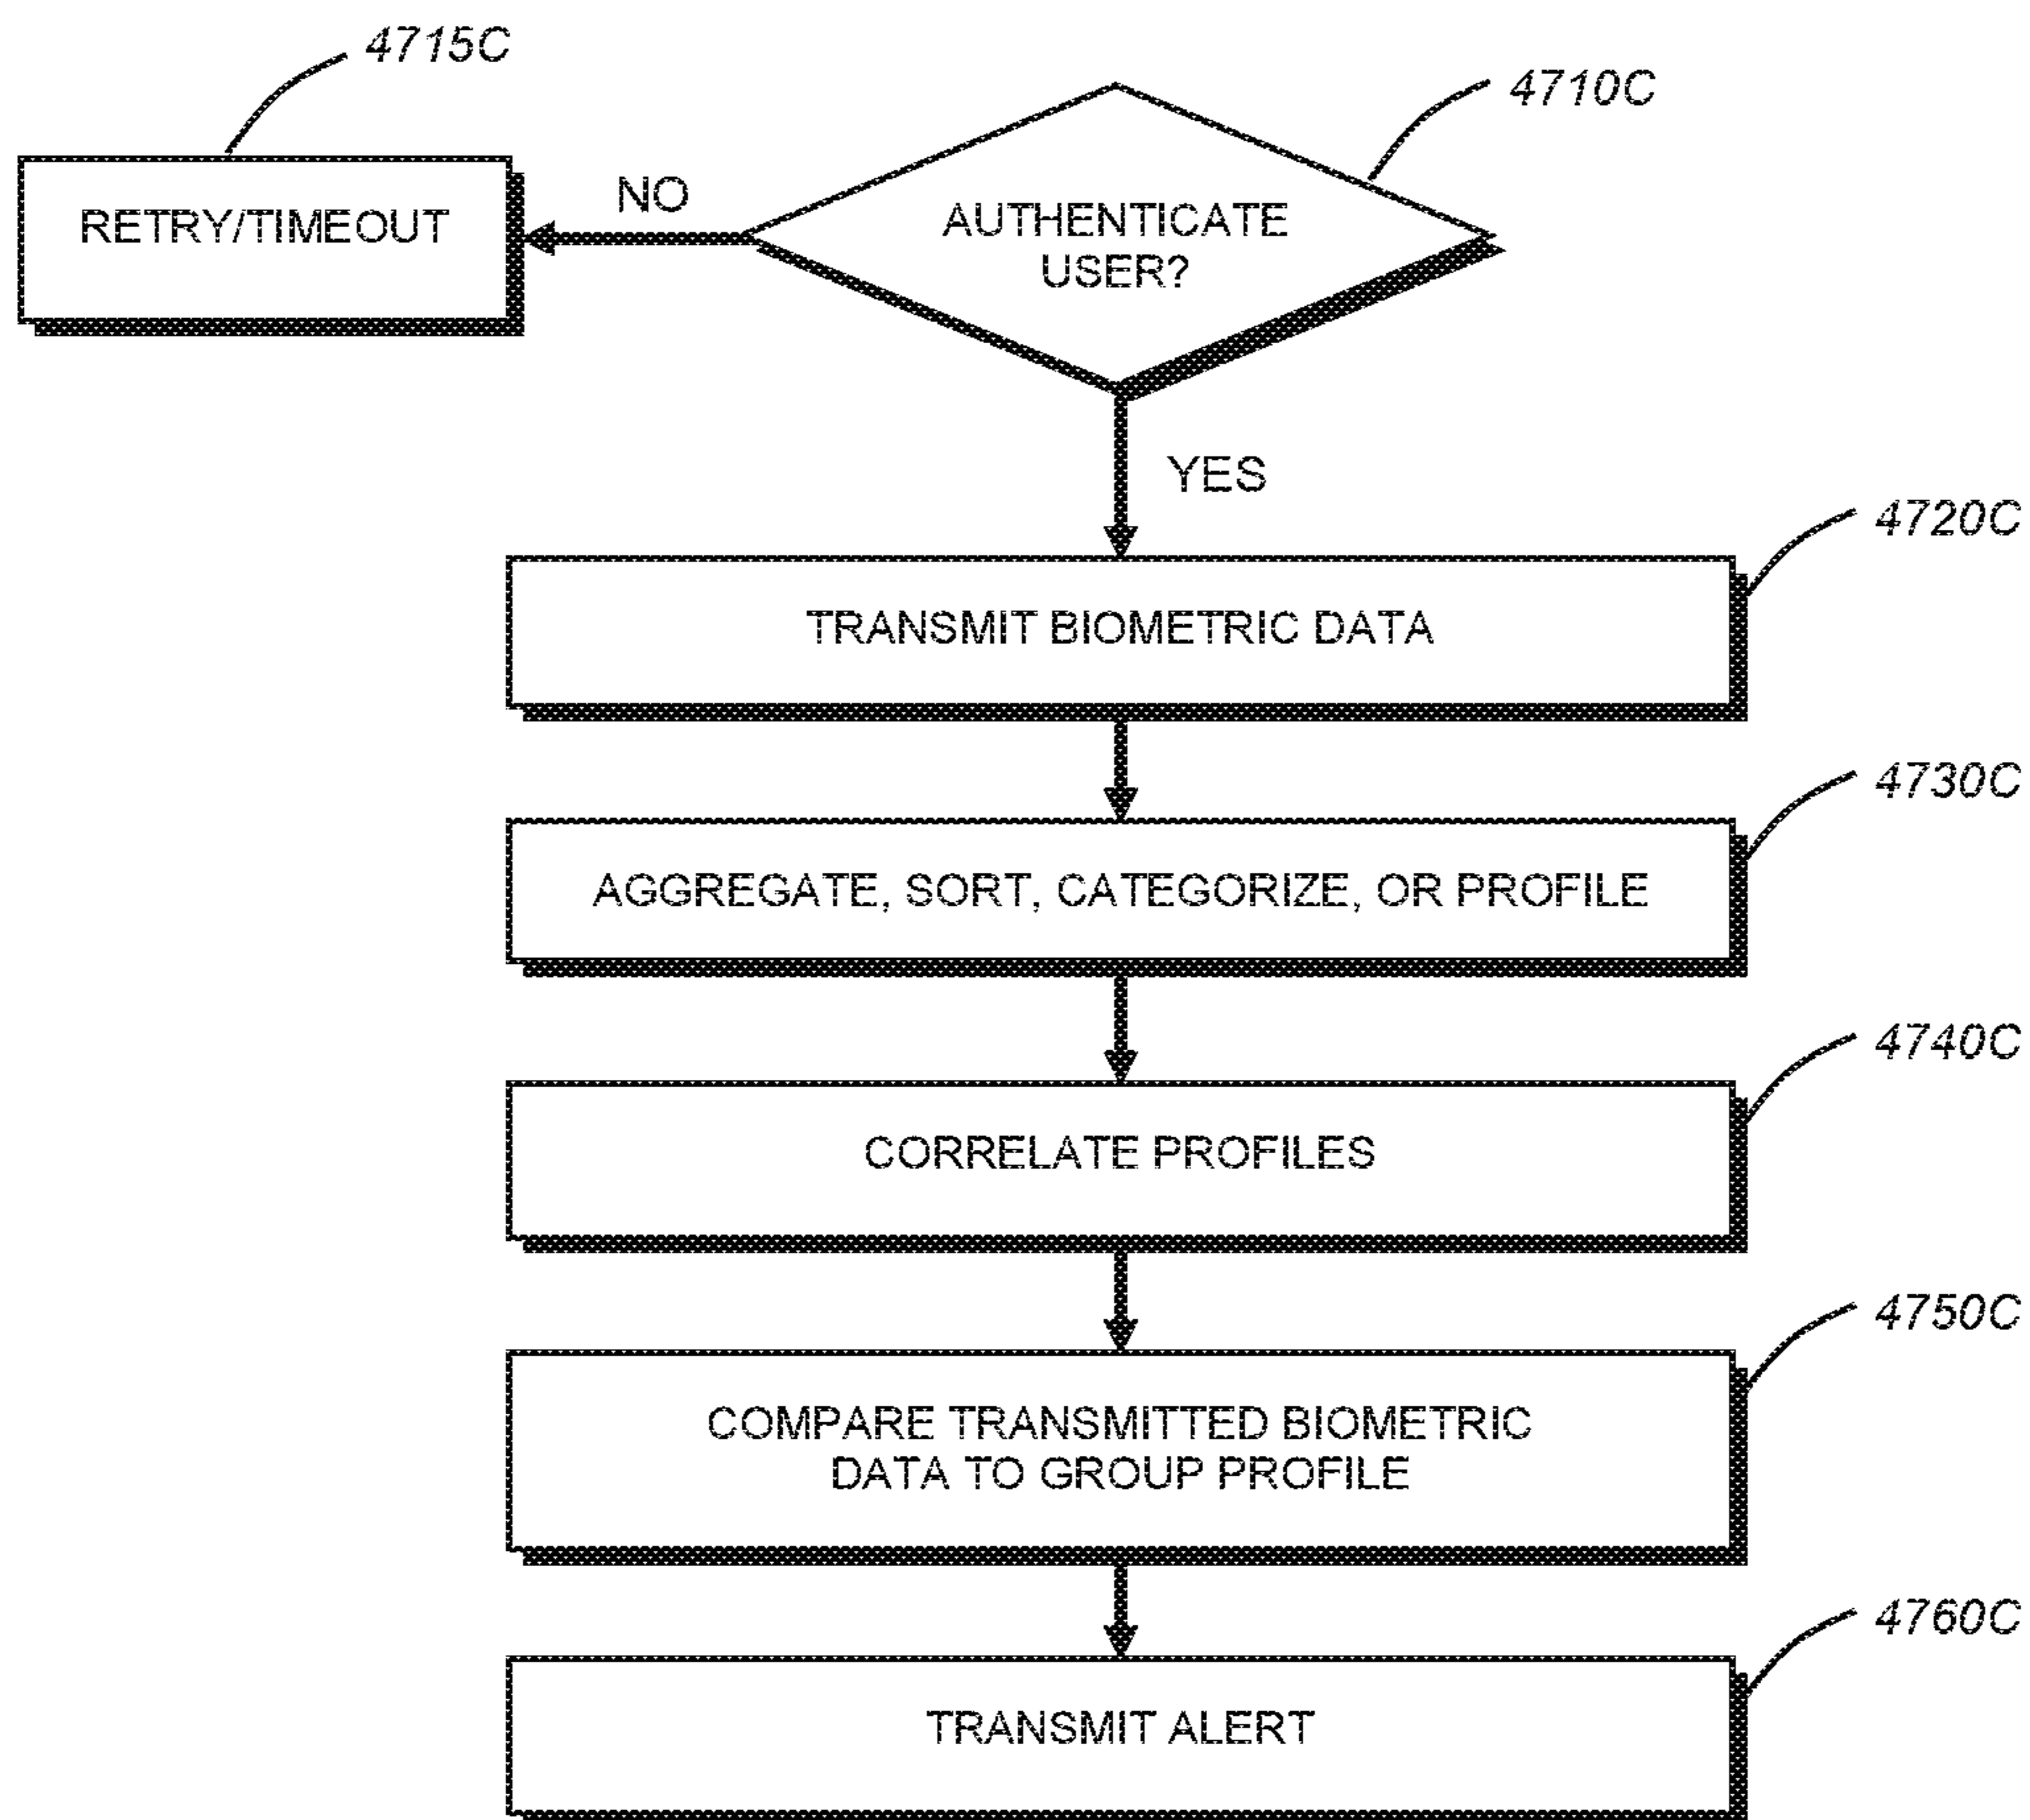 4715C
4710C
RETRY/TIMEOUT
NO
AUTHENTICATE
USER?
YES
4720C
TRANSMIT BIOMETRIC DATA
4730C
AGGREGATE, SORT, CATEGORIZE, OR PROFILE
4740C
CORRELATE PROFILES
4750C
COMPARE TRANSMITTED BIOMETRIC
DATA TO GROUP PROFILE
4760C
TRANSMIT ALERT